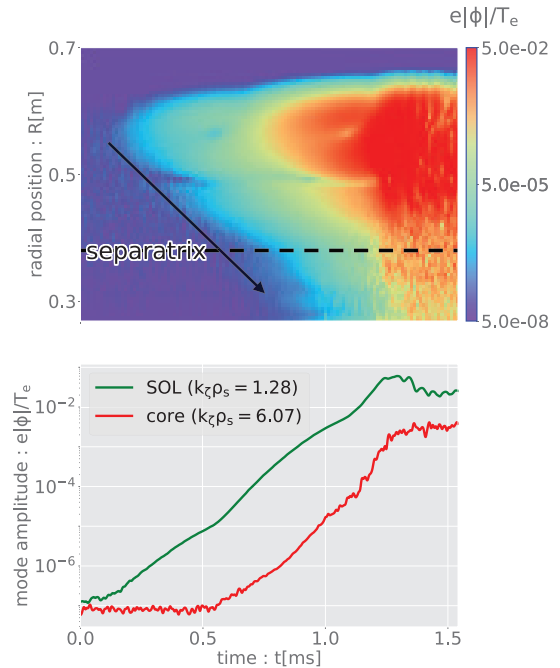 e|ϕ|/Tₑ
0.7
0.5
0.3
radial position : R[m]
separatrix
5.0e-02
5.0e-05
5.0e-08
SOL (kζρₛ = 1.28)
core (kζρₛ = 6.07)
10⁻²
10⁻⁴
10⁻⁶
mode amplitude : e|ϕ|/Tₑ
0.0 0.5 1.0 1.5
time : t[ms]